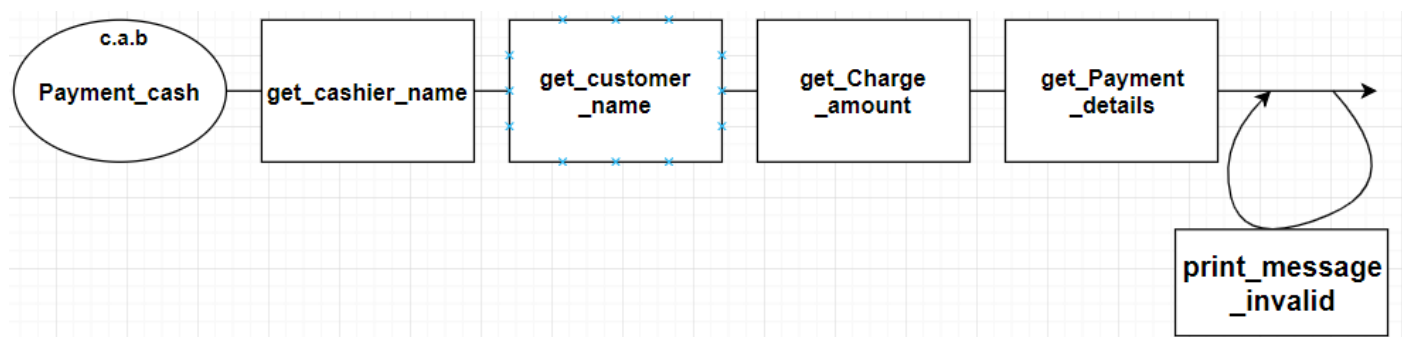 c.a.b
Payment_cash
get_cashier_name
get_customer
_name
get_Charge
_amount
get_Payment
_details
print_message
_invalid